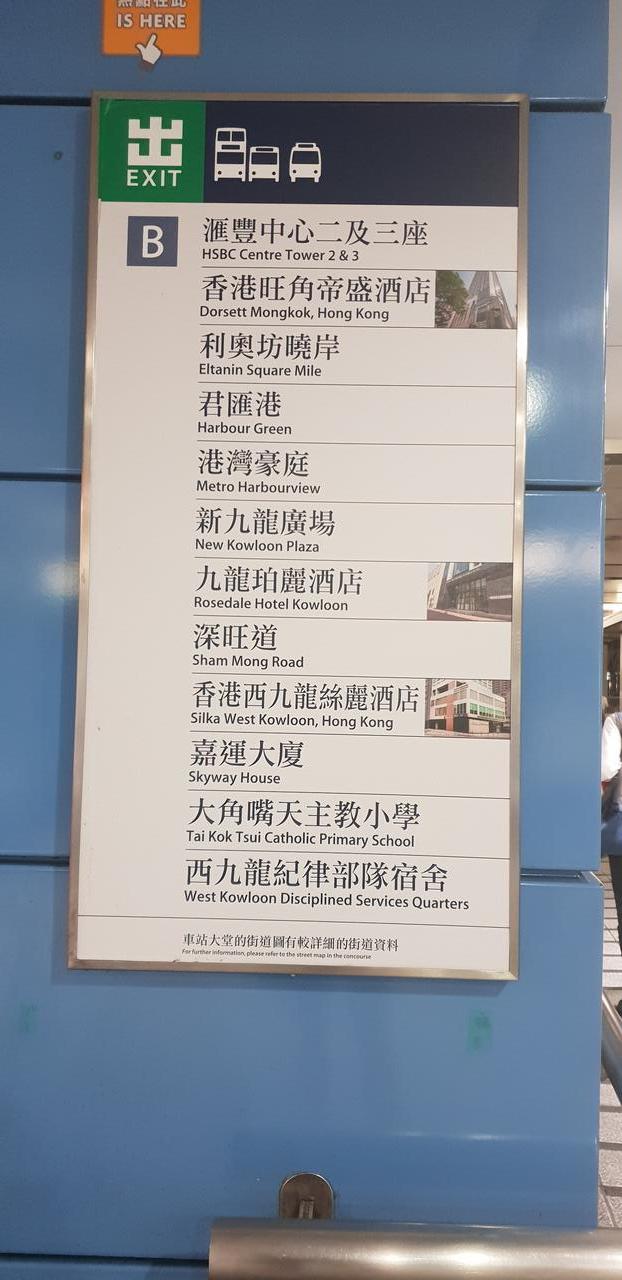 IS HERE
出
EXIT
B
滙豐中心二及三座
HSBC Centre Tower 2 & 3
香港旺角帝盛酒店
Dorsett Mongkok, Hong Kong
利奧坊曉岸
Eltanin Square Mile
君匯港
Harbour Green
港灣豪庭
Metro Harbourview
新九龍廣場
New Kowloon Plaza
九龍珀麗酒店
Rosedale Hotel Kowloon
深旺道
Sham Mong Road
香港西九龍絲麗酒店
Silka West Kowloon, Hong Kong
嘉運大廈
Skyway House
大角嘴天主教小學
Tai Kok Tsui Catholic Primary School
西九龍紀律部隊宿舍
West Kowloon Disciplined Services Quarters
車站大堂的街道圖有較詳細的街道資料
For further information, please refer to the street map in the concourse